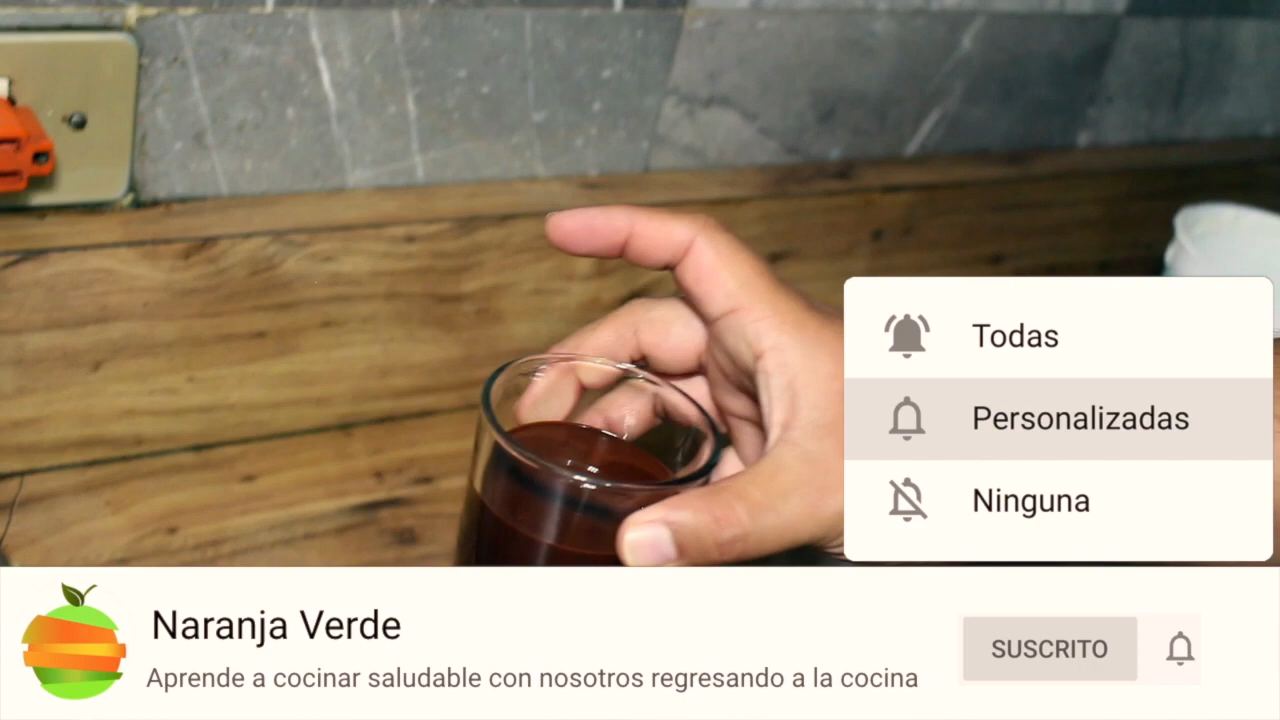 Todas
Personalizadas
Ninguna
Naranja Verde
SUSCRITO
Aprende a cocinar saludable con nosotros regresando a la cocina